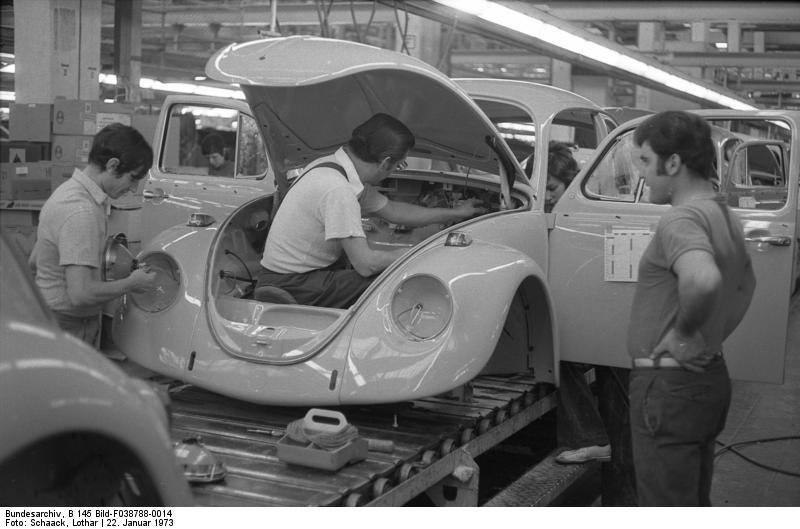 Bundesarchiv, B 145 Bild-F038788-0014
Foto: Schaack, Lothar | 22. Januar 1973